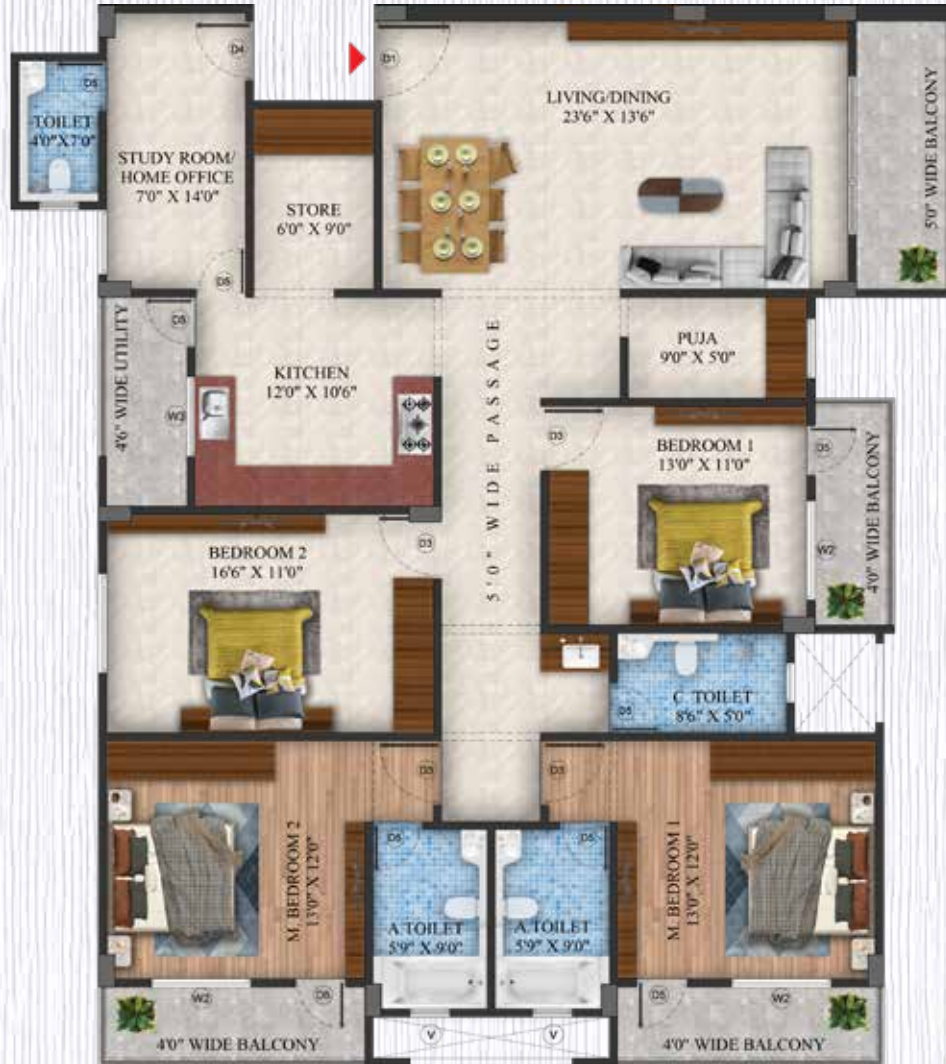 D4
D1
D5
LIVING/DINING
23'6" X 13'6"
5'0" WIDE BALCONY
TOILET
4'0"X7'0"
STUDY ROOM/
HOME OFFICE
7'0" X 14'0"
STORE
6'0" X 9'0"
D5
D5
4'6" WIDE UTILITY
KITCHEN
12'0" X 10'6"
W3
5'0" WIDE PASSAGE
PUJA
9'0" X 5'0"
D3
BEDROOM 1
13'0" X 11'0"
D5
W2
4'0" WIDE BALCONY
BEDROOM 2
16'6" X 11'0"
D3
C. TOILET
8'6" X 5'0"
D5
D3
D3
M. BEDROOM 2
13'0" X 12'0"
D5
D5
A.TOILET
5'9" X 9'0"
A.TOILET
5'9" X 9'0"
M. BEDROOM 1
13'0" X 12'0"
W2
D5
D5
W2
4'0" WIDE BALCONY
V
V
4'0" WIDE BALCONY